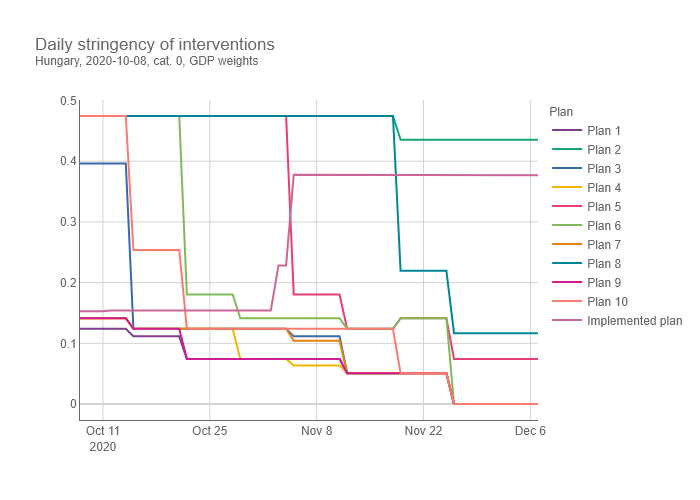 Daily stringency of interventions
Hungary, 2020-10-08, cat. 0, GDP weights
0.5
0.4
0.3
0.2
0.1
0
Oct 11
2020
Oct 25
Nov 8
Nov 22
Dec 6
Plan
Plan 1
Plan 2
Plan 3
Plan 4
Plan 5
Plan 6
Plan 7
Plan 8
Plan 9
Plan 10
Implemented plan